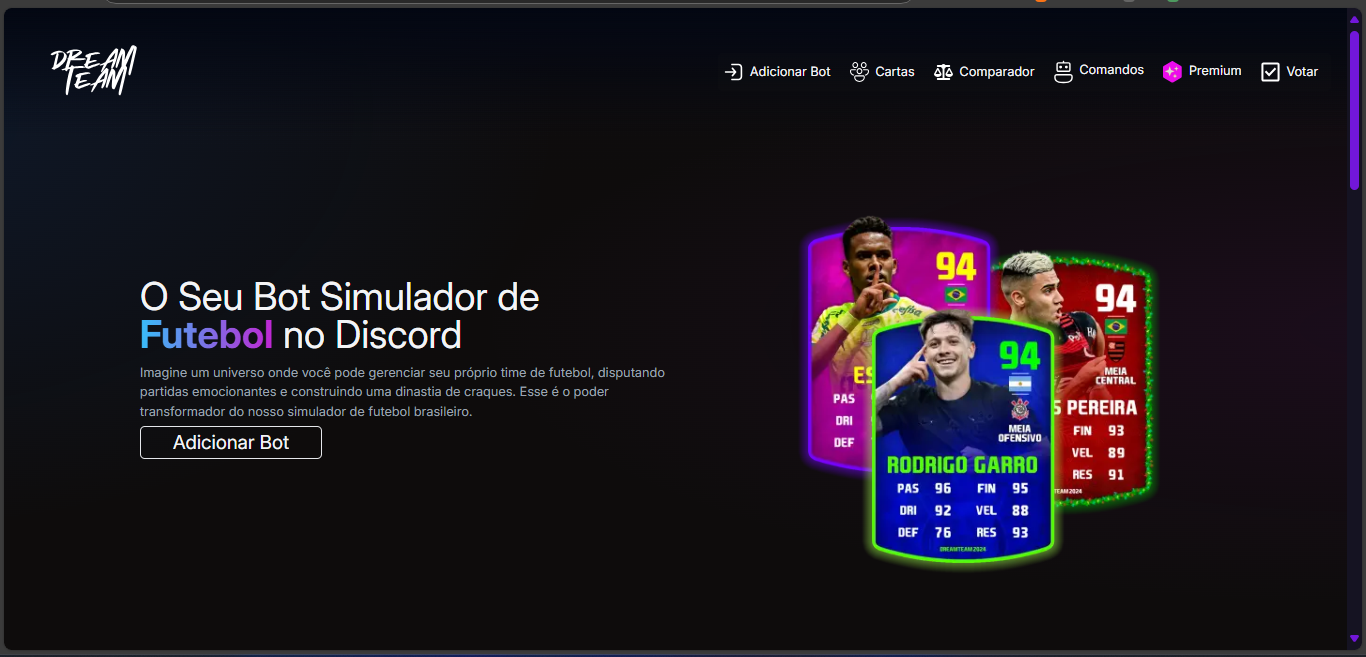 DREAM
TEAM
Adicionar Bot
Cartas
Comparador
Comandos
Premium
Votar
O Seu Bot Simulador de
Futebol no Discord
Imagine um universo onde você pode gerenciar seu próprio time de futebol, disputando
partidas emocionantes e construindo uma dinastia de craques. Esse é o poder
transformador do nosso simulador de futebol brasileiro.
Adicionar Bot
94
ES
PAS
DRI
DEF
94
MEIA
OFENSIVO
RODRIGO GARRO
PAS 96 FIN 95
DRI 92 VEL 88
DEF 76 RES 93
DREAMTEAM2024
94
MEIA
CENTRAL
S PEREIRA
FIN 93
VEL 89
RES 91
TEAM2024